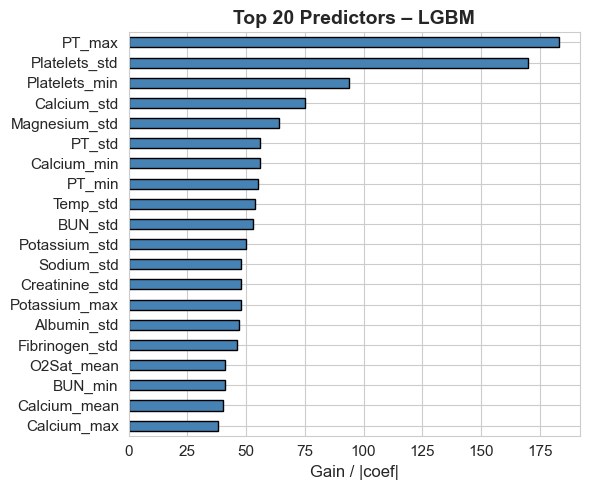 Top 20 Predictors – LGBM
PT_max
Platelets_std
Platelets_min
Calcium_std
Magnesium_std
PT_std
Calcium_min
PT_min
Temp_std
BUN_std
Potassium_std
Sodium_std
Creatinine_std
Potassium_max
Albumin_std
Fibrinogen_std
O2Sat_mean
BUN_min
Calcium_mean
Calcium_max
0 25 50 75 100 125 150 175
Gain / |coef|